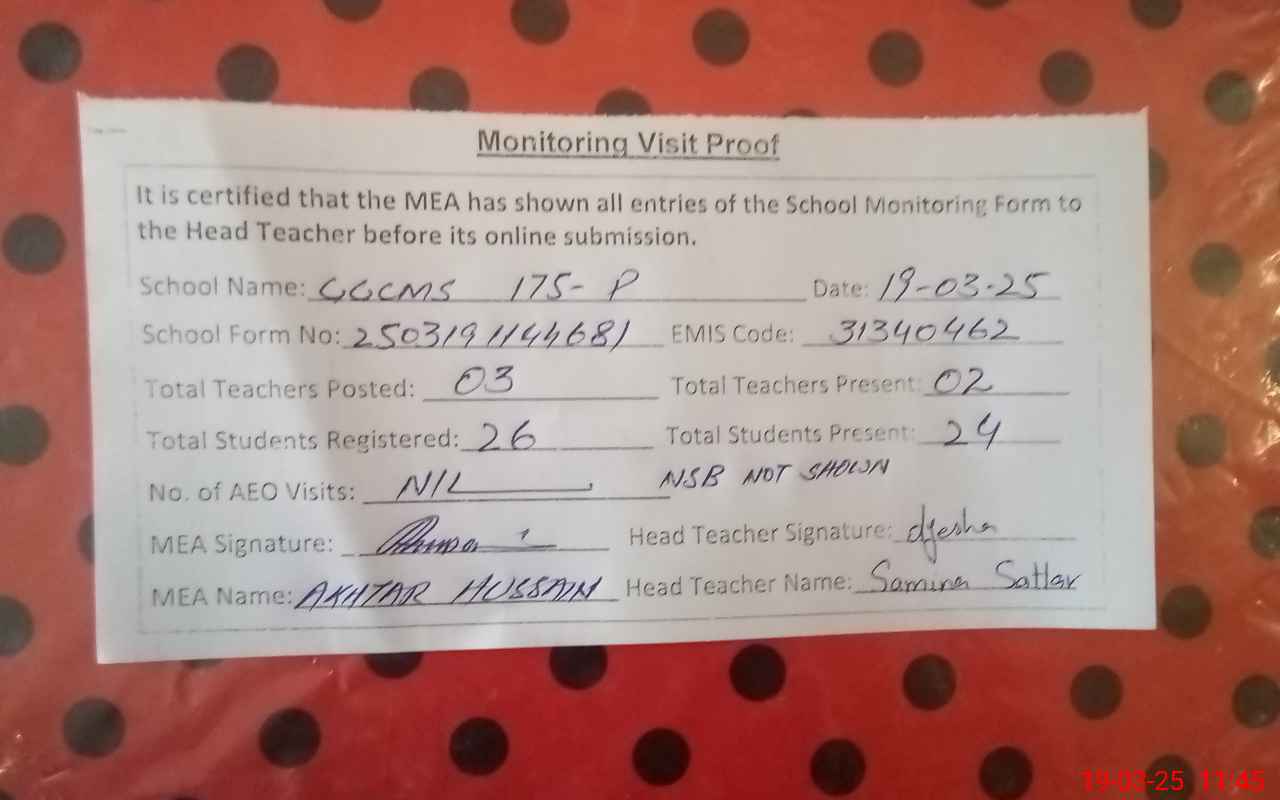 Monitoring Visit Proof
It is certified that the MEA has shown all entries of the School Monitoring Form to
the Head Teacher before its online submission.
School Name: GGCMS 175- P Date: 19-03-25
School Form No: 250319 1144681 EMIS Code: 31340462
Total Teachers Posted: 03 Total Teachers Present: 02
Total Students Registered: 26 Total Students Present: 24
No. of AEO Visits: NIL NSB NOT SHOWN
MEA Signature: Head Teacher Signature:
MEA Name: AKHTAR HUSSAIN Head Teacher Name: Samina Sattar
19-03-25 11:45